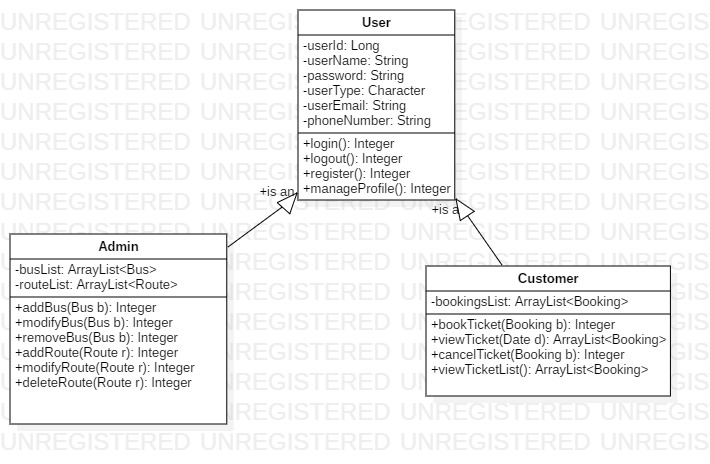 User
-userId: Long
-userName: String
-password: String
-userType: Character
-userEmail: String
-phoneNumber: String
+login(): Integer
+logout(): Integer
+register(): Integer
+manageProfile(): Integer
+is an
+is a
Admin
-busList: ArrayList<Bus>
-routeList: ArrayList<Route>
+addBus(Bus b): Integer
+modifyBus(Bus b): Integer
+removeBus(Bus b): Integer
+addRoute(Route r): Integer
+modifyRoute(Route r): Integer
+deleteRoute(Route r): Integer
Customer
-bookingsList: ArrayList<Booking>
+bookTicket(Booking b): Integer
+viewTicket(Date d): ArrayList<Booking>
+cancelTicket(Booking b): Integer
+viewTicketList(): ArrayList<Booking>
UNREGISTERED